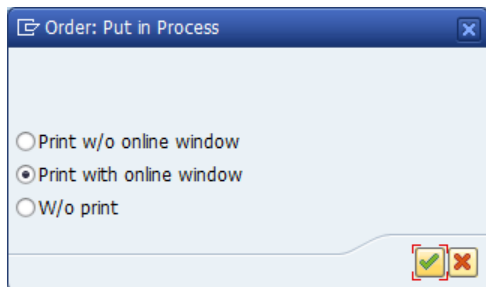 Order: Put in Process
Print w/o online window
Print with online window
W/o print